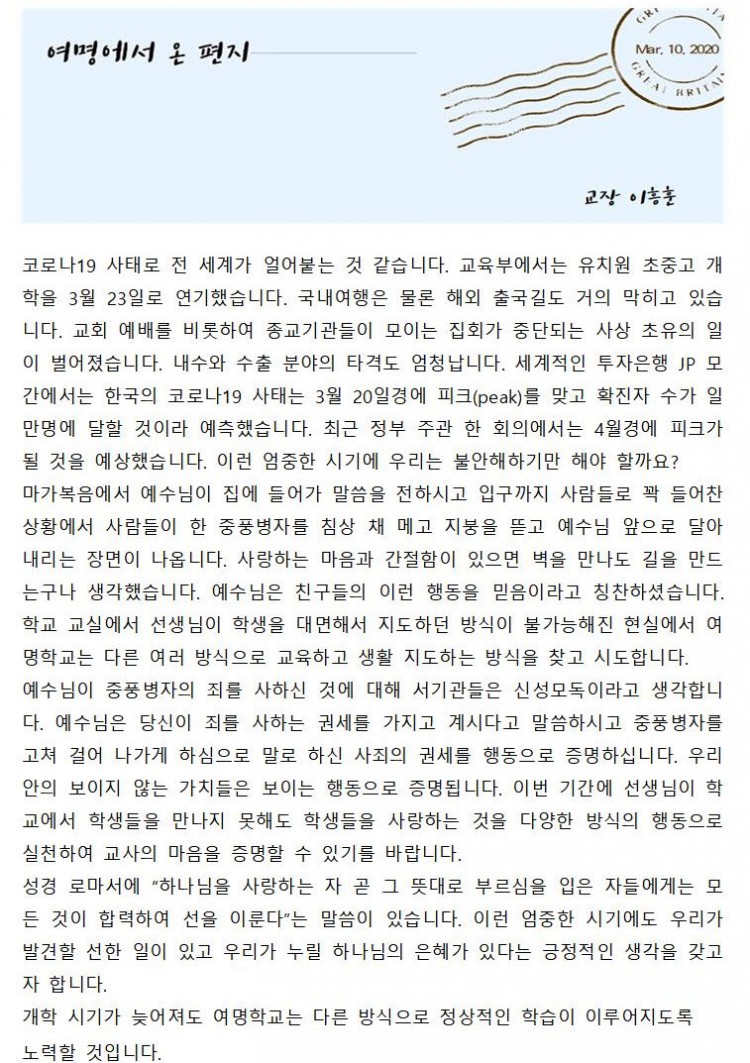 여명에서 온 편지
Mar, 10, 2020
GREAT BRITAIN
교장 이흥훈
코로나19 사태로 전 세계가 얼어붙는 것 같습니다. 교육부에서는 유치원 초중고 개
학을 3월 23일로 연기했습니다. 국내여행은 물론 해외 출국길도 거의 막히고 있습
니다. 교회 예배를 비롯하여 종교기관들이 모이는 집회가 중단되는 사상 초유의 일
이 벌어졌습니다. 내수와 수출 분야의 타격도 엄청납니다. 세계적인 투자은행 JP 모
간에서는 한국의 코로나19 사태는 3월 20일경에 피크(peak)를 맞고 확진자 수가 일
만명에 달할 것이라 예측했습니다. 최근 정부 주관 한 회의에서는 4월경에 피크가
될 것을 예상했습니다. 이런 엄중한 시기에 우리는 불안해하기만 해야 할까요?
마가복음에서 예수님이 집에 들어가 말씀을 전하시고 입구까지 사람들로 꽉 들어찬
상황에서 사람들이 한 중풍병자를 침상 채 메고 지붕을 뜯고 예수님 앞으로 달아
내리는 장면이 나옵니다. 사랑하는 마음과 간절함이 있으면 벽을 만나도 길을 만드
는구나 생각했습니다. 예수님은 친구들의 이런 행동을 믿음이라고 칭찬하셨습니다.
학교 교실에서 선생님이 학생을 대면해서 지도하던 방식이 불가능해진 현실에서 여
명학교는 다른 여러 방식으로 교육하고 생활 지도하는 방식을 찾고 시도합니다.
예수님이 중풍병자의 죄를 사하신 것에 대해 서기관들은 신성모독이라고 생각합니
다. 예수님은 당신이 죄를 사하는 권세를 가지고 계시다고 말씀하시고 중풍병자를
고쳐 걸어 나가게 하심으로 말로 하신 사죄의 권세를 행동으로 증명하십니다. 우리
안의 보이지 않는 가치들은 보이는 행동으로 증명됩니다. 이번 기간에 선생님이 학
교에서 학생들을 만나지 못해도 학생들을 사랑하는 것을 다양한 방식의 행동으로
실천하여 교사의 마음을 증명할 수 있기를 바랍니다.
성경 로마서에 “하나님을 사랑하는 자 곧 그 뜻대로 부르심을 입은 자들에게는 모
든 것이 합력하여 선을 이룬다”는 말씀이 있습니다. 이런 엄중한 시기에도 우리가
발견할 선한 일이 있고 우리가 누릴 하나님의 은혜가 있다는 긍정적인 생각을 갖고
자 합니다.
개학 시기가 늦어져도 여명학교는 다른 방식으로 정상적인 학습이 이루어지도록
노력할 것입니다.